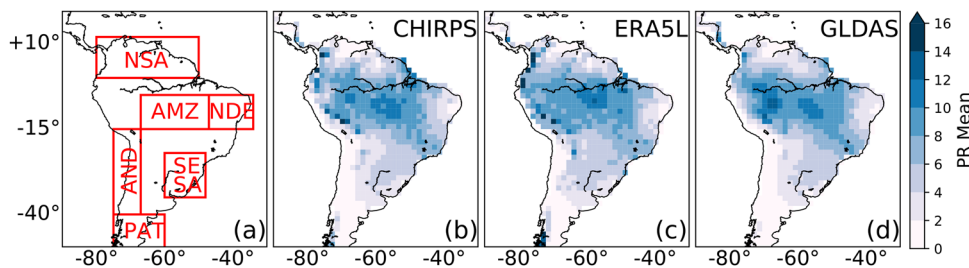 +10°
-15°
-40°
NSA
AMZ
NDE
AND
SE
SA
PAT
(a)
CHIRPS
(b)
ERA5L
(c)
GLDAS
(d)
-80° -60° -40°
-80° -60° -40°
-80° -60° -40°
-80° -60° -40°
16
14
12
10
8
6
4
2
0
PR Mean